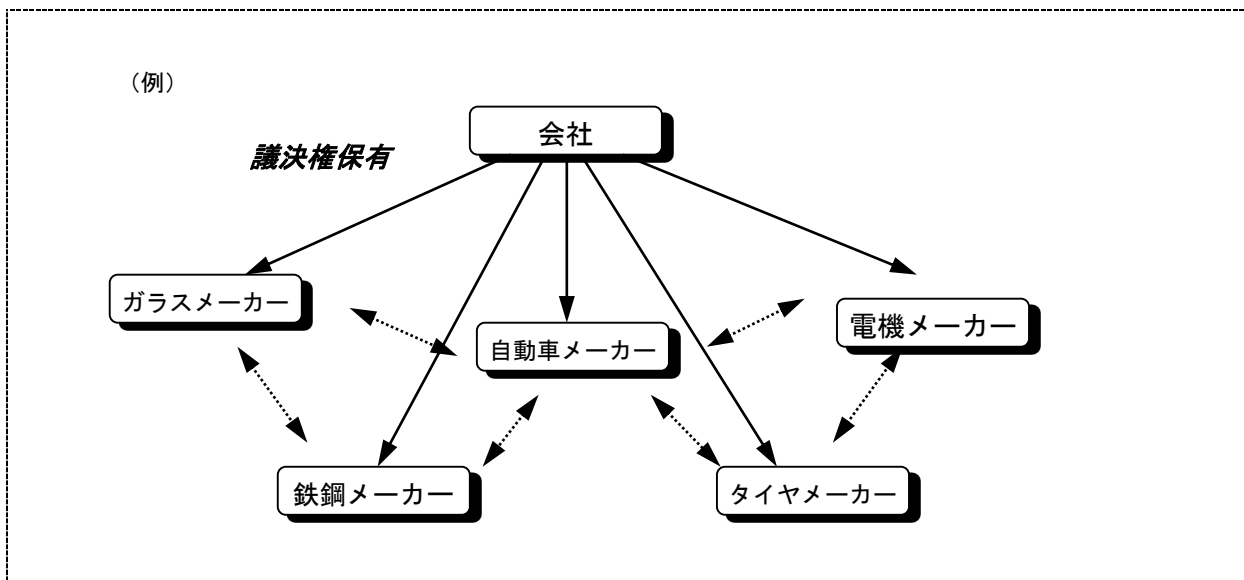 （例）
会社
議決権保有
ガラスメーカー
電機メーカー
自動車メーカー
鉄鋼メーカー
タイヤメーカー